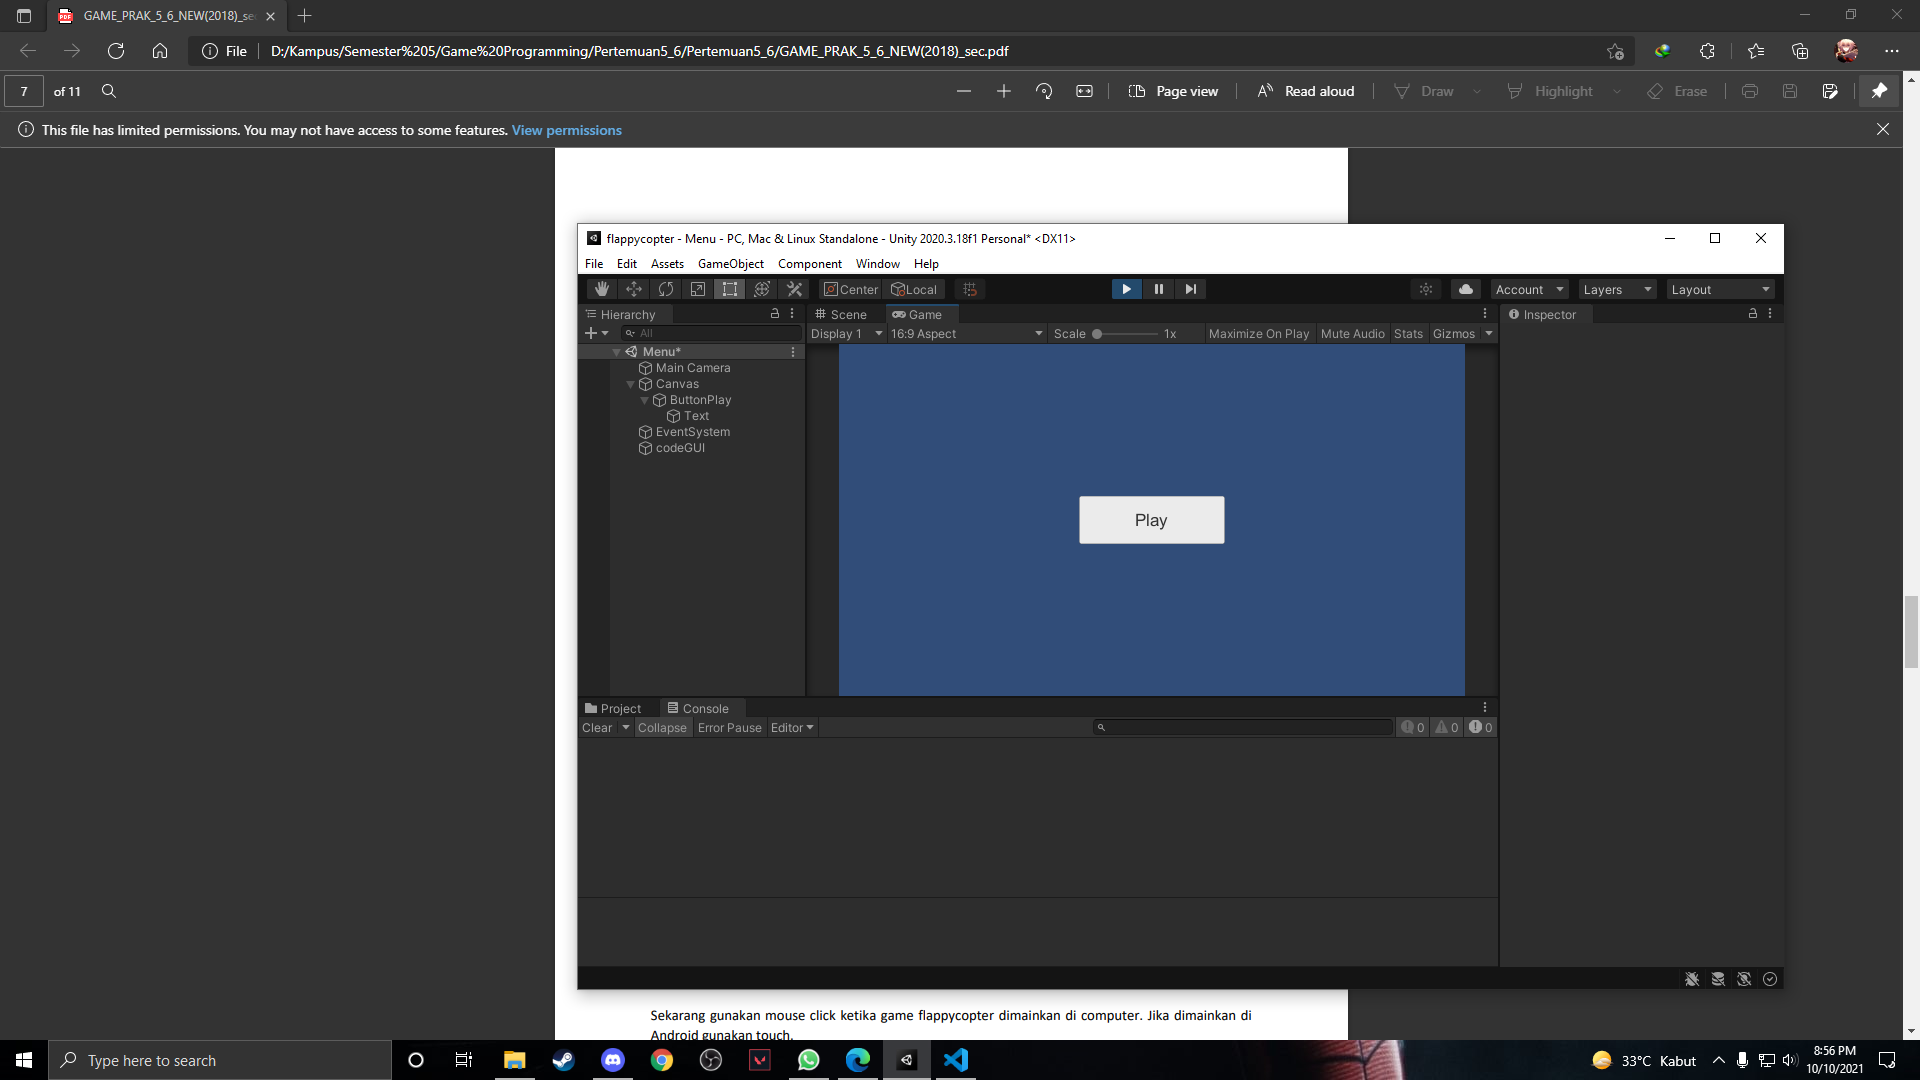 GAME_PRAK_5_6_NEW(2018)_se
File D:/Kampus/Semester%205/Game%20Programming/Pertemuan5_6/Pertemuan5_6/GAME_PRAK_5_6_NEW(2018)_sec.pdf
7 of 11 Page view Read aloud Draw Highlight Erase
This file has limited permissions. You may not have access to some features. View permissions
flappycopter - Menu - PC, Mac & Linux Standalone - Unity 2020.3.18f1 Personal* <DX11>
File Edit Assets GameObject Component Window Help
Center Local Account Layers Layout
Hierarchy Scene Game Inspector
All Display 1 16:9 Aspect Scale 1x Maximize On Play Mute Audio Stats Gizmos
Menu*
Main Camera
Canvas
ButtonPlay
Text
EventSystem
codeGUI
Play
Project Console
Clear Collapse Error Pause Editor 0 0 0
Sekarang gunakan mouse click ketika game flappycopter dimainkan di computer. Jika dimainkan di
Android gunakan touch.
Type here to search 33°C Kabut 8:56 PM
10/10/2021